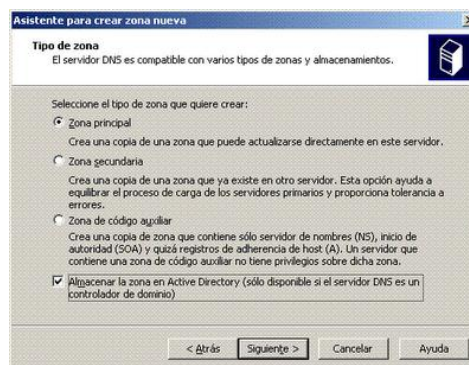 Asistente para crear zona nueva
Tipo de zona
El servidor DNS es compatible con varios tipos de zonas y almacenamientos.
Seleccione el tipo de zona que quiere crear:
Zona principal
Crea una copia de una zona que puede actualizarse directamente en este servidor.
Zona secundaria
Crea una copia de una zona que ya existe en otro servidor. Esta opción ayuda a
equilibrar el proceso de carga de los servidores primarios y proporciona tolerancia a
errores.
Zona de código auxiliar
Crea una copia de zona que contiene sólo servidor de nombres (NS), inicio de
autoridad (SOA) y quizá registros de adherencia de host (A). Un servidor que
contiene una zona de código auxiliar no tiene privilegios sobre dicha zona.
Almacenar la zona en Active Directory (sólo disponible si el servidor DNS es un
controlador de dominio)
< Atrás Siguiente > Cancelar Ayuda